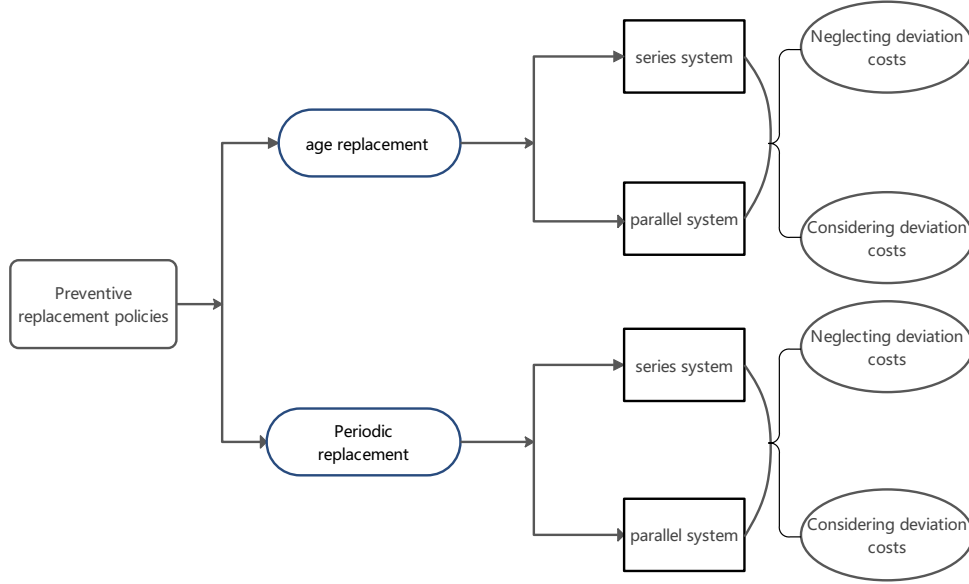 Preventive
replacement policies
age replacement
series system
parallel system
Neglecting deviation
costs
Considering deviation
costs
Periodic
replacement
series system
parallel system
Neglecting deviation
costs
Considering deviation
costs